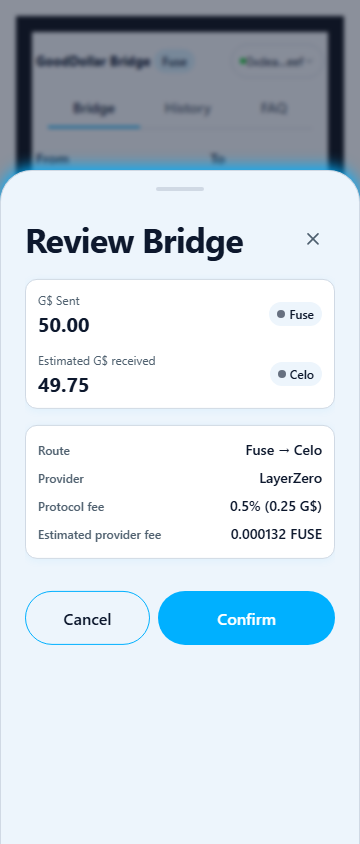 GoodDollar Bridge Fuse
Bridge History FAQ
From To
Review Bridge
G$ Sent
50.00
Fuse
Estimated G$ received
49.75
Celo
Route Fuse → Celo
Provider LayerZero
Protocol fee 0.5% (0.25 G$)
Estimated provider fee 0.000132 FUSE
Cancel Confirm